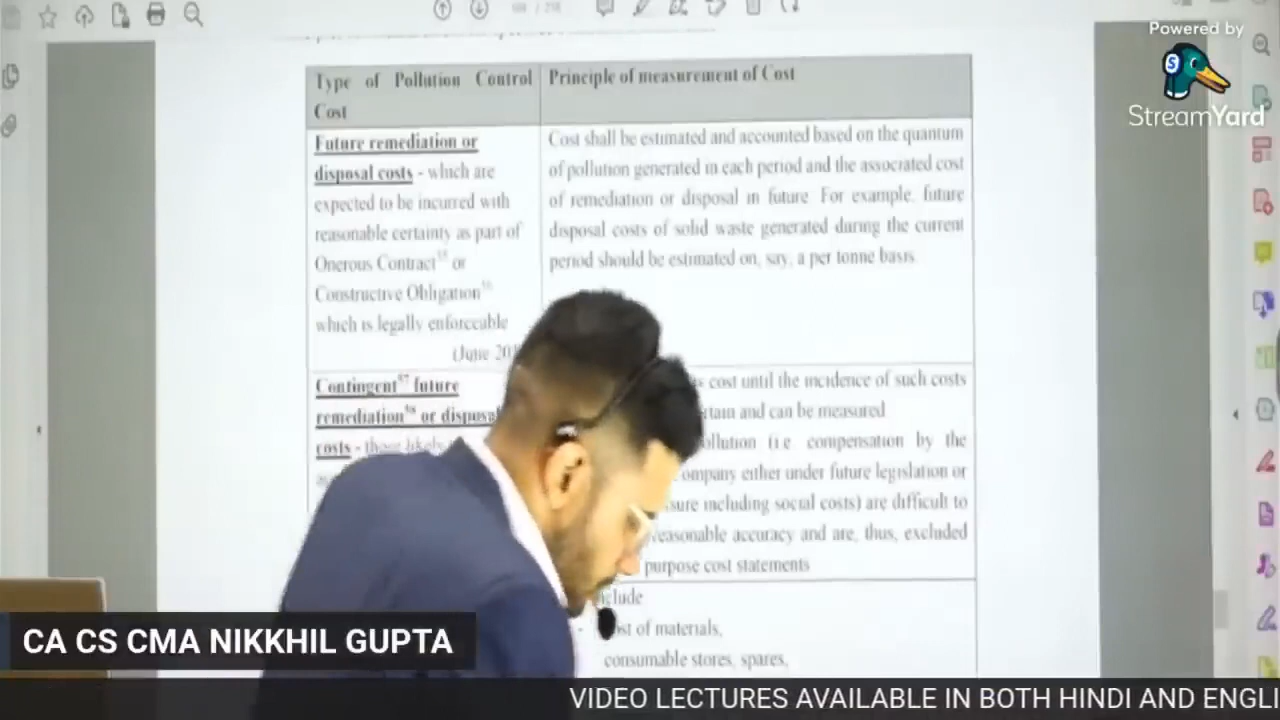 Powered by
StreamYard
Type of Pollution Control Cost
Principle of measurement of Cost
Future remediation or
disposal costs - which are
expected to be incurred with
reasonable certainty as part of
Onerous Contract or
Constructive Obligation
which is legally enforceable
(June 20
Cost shall be estimated and accounted based on the quantum
of pollution generated in each period and the associated cost
of remediation or disposal in future. For example, future
disposal costs of solid waste generated during the current
period should be estimated on, say, a per tonne basis
Contingent future
remediation or disposal
costs -
cost until the incidence of such costs
and can be measured
(i.e. compensation by the
either under future legislation or
including social costs) are difficult to
reasonable accuracy and are, thus, excluded
purpose cost statements
of materials,
consumable stores, spares,
CA CS CMA NIKKHIL GUPTA
VIDEO LECTURES AVAILABLE IN BOTH HINDI AND ENGLI